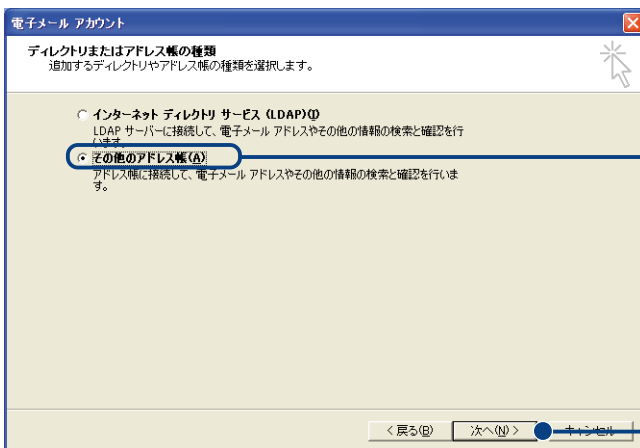 電子メール アカウント
ディレクトリまたはアドレス帳の種類
追加するディレクトリやアドレス帳の種類を選択します。
インターネット ディレクトリ サービス (LDAP)(I)
LDAP サーバーに接続して、電子メール アドレスやその他の情報の検索と確認を行
います。
その他のアドレス帳(A)
アドレス帳に接続して、電子メール アドレスやその他の情報の検索と確認を行いま
す。
< 戻る(B)
次へ(N) >
キャンセル